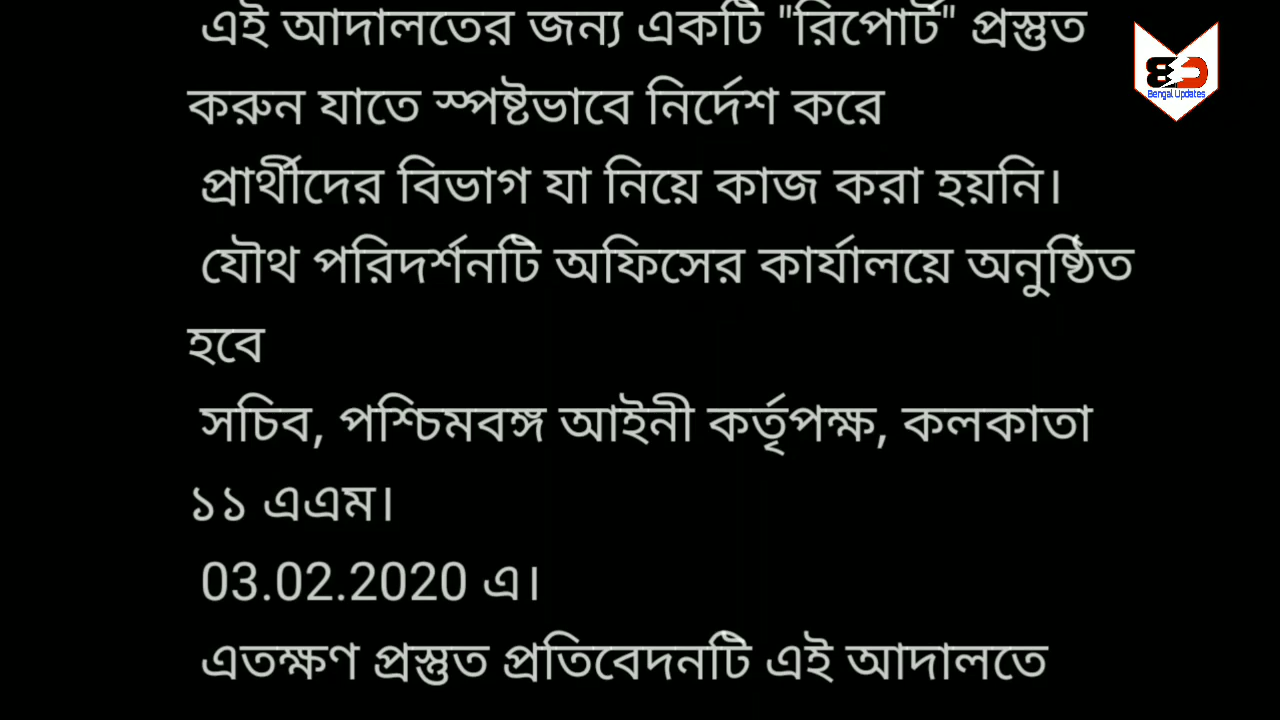 এই আদালতের জন্য একটি "রিপোর্ট" প্রস্তুত
করুন যাতে স্পষ্টভাবে নির্দেশ করে
প্রার্থীদের বিভাগ যা নিয়ে কাজ করা হয়নি।
যৌথ পরিদর্শনটি অফিসের কার্যালয়ে অনুষ্ঠিত
হবে
সচিব, পশ্চিমবঙ্গ আইনী কর্তৃপক্ষ, কলকাতা
১১ এএম।
03.02.2020 এ।
এতক্ষণ প্রস্তুত প্রতিবেদনটি এই আদালতে
Bengal Updates